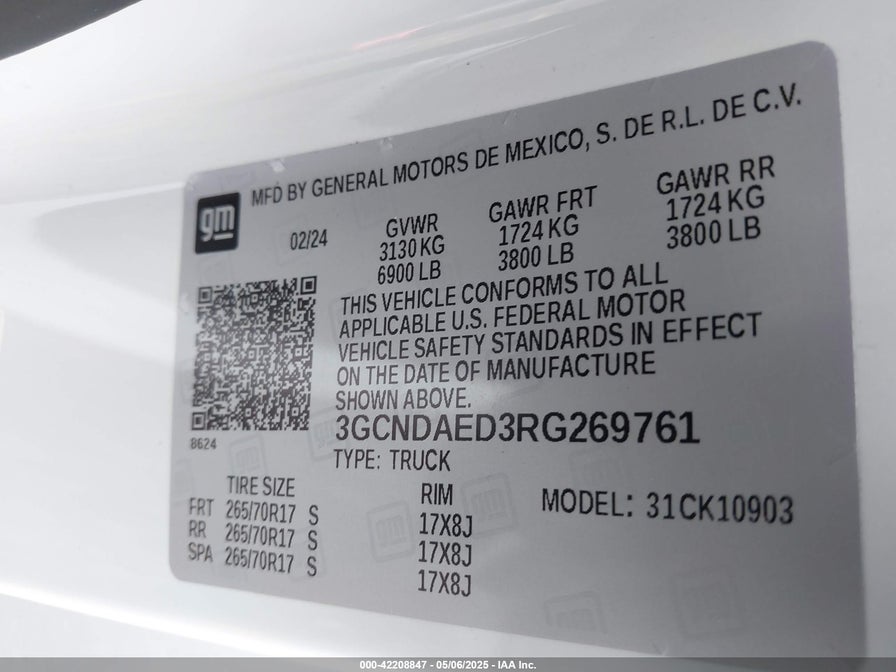 MFD BY GENERAL MOTORS DE MEXICO, S. DE R.L. DE C.V.
gm
02/24
GVWR
3130 KG
6900 LB
GAWR FRT
1724 KG
3800 LB
GAWR RR
1724 KG
3800 LB
THIS VEHICLE CONFORMS TO ALL
APPLICABLE U.S. FEDERAL MOTOR
VEHICLE SAFETY STANDARDS IN EFFECT
ON THE DATE OF MANUFACTURE
SHOWN ABOVE.
3GCNDAED3RG269761
8624
TYPE: TRUCK
TIRE SIZE
RIM
MODEL: 31CK10903
FRT 265/70R17 S 17X8J
RR 265/70R17 S 17X8J
SPA 265/70R17 S 17X8J
000-42208847 - 05/06/2025 - IAA Inc.